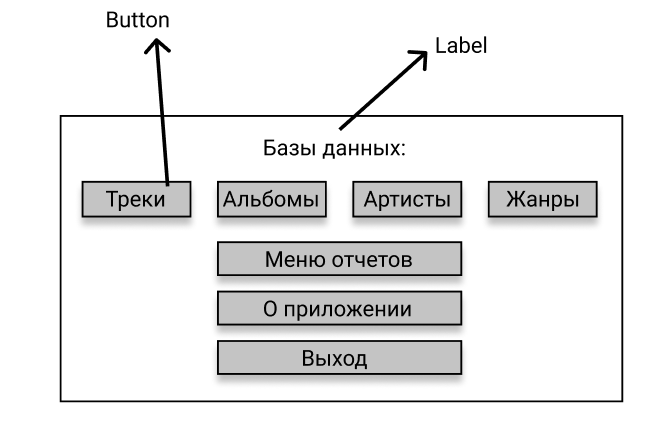 Button
Label
Базы данных:
Треки Альбомы Артисты Жанры
Меню отчетов
О приложении
Выход